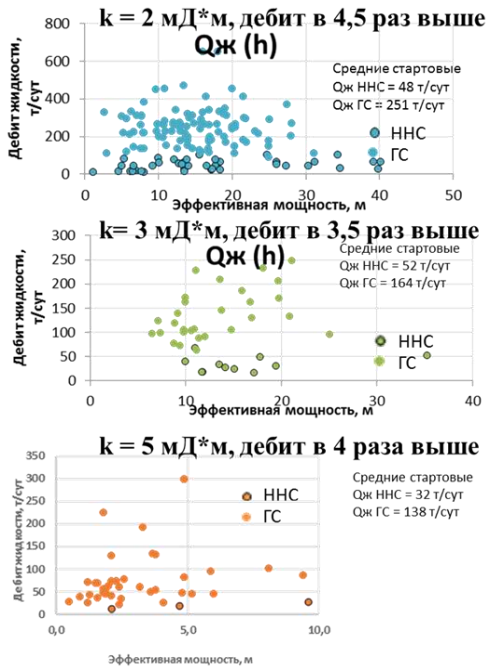 k = 2 мД*м, дебит в 4,5 раз выше
Qж (h)
Дебит жидкости, т/сут
800
600
400
200
0
Средние стартовые
Qж ННС = 48 т/сут
Qж ГС = 251 т/сут
ННС
ГС
0 10 20 30 40 50
Эффективная мощность, м
k= 3 мД*м, дебит в 3,5 раз выше
Qж (h)
Дебит жидкости, т/сут
300
250
200
150
100
50
0
Средние стартовые
Qж ННС = 52 т/сут
Qж ГС = 164 т/сут
ННС
ГС
0 10 20 30 40
Эффективная мощность, м
k = 5 мД*м, дебит в 4 раза выше
Дебит жидкости, т/сут
350
300
250
200
150
100
50
0
Средние стартовые
Qж ННС = 32 т/сут
Qж ГС = 138 т/сут
ННС
ГС
0,0 5,0 10,0
Эффективная мощность, м